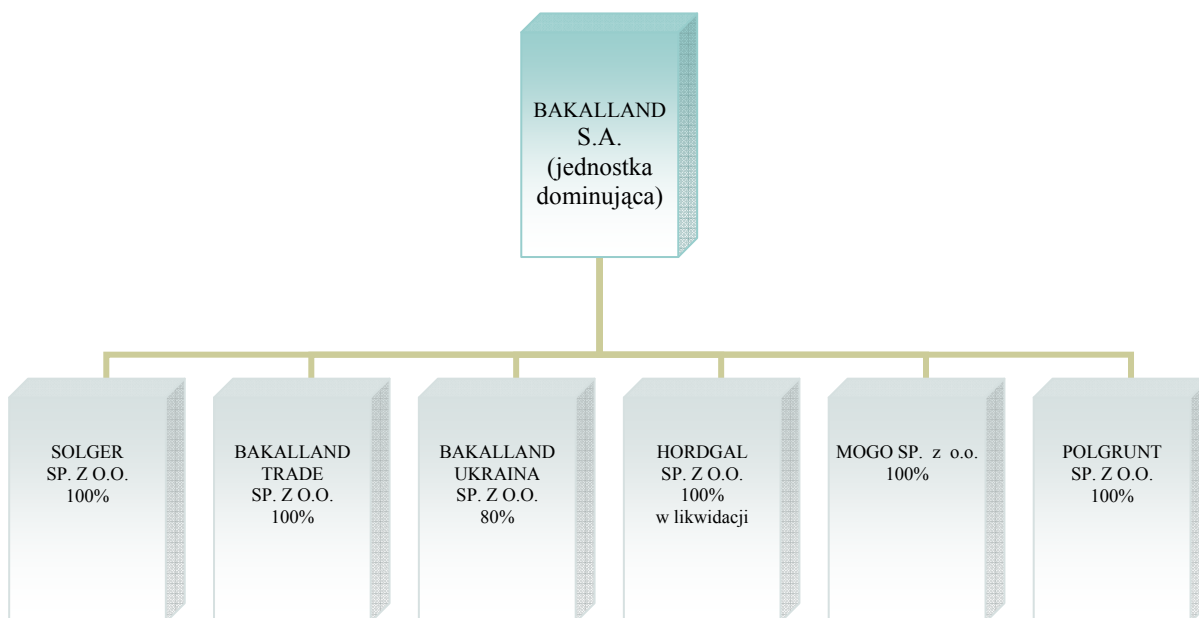 BAKALLAND
S.A.
(jednostka
dominująca)
SOLGER
SP. Z O.O.
100%
BAKALLAND
TRADE
SP. Z O.O.
100%
BAKALLAND
UKRAINA
SP. Z O.O.
80%
HORDGAL
SP. Z O.O.
100%
w likwidacji
MOGO SP. z o.o.
100%
POLGRUNT
SP. Z O.O.
100%